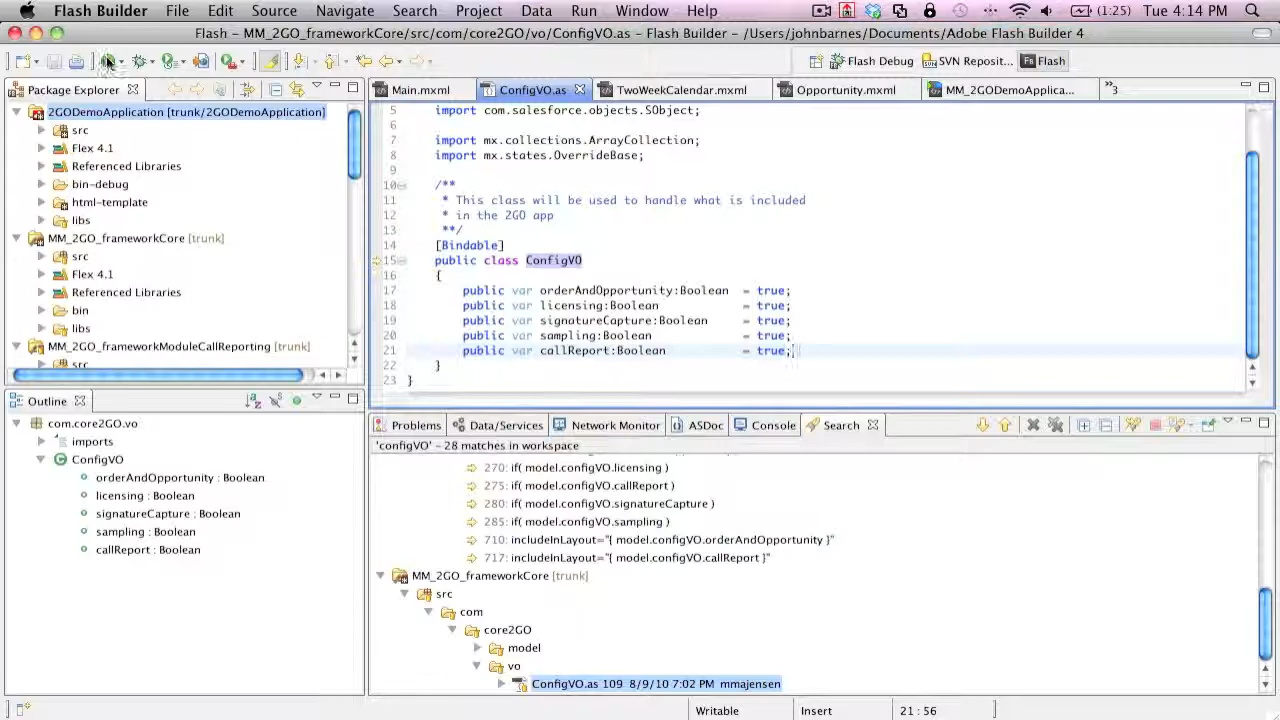 Flash Builder File Edit Source Navigate Search Project Data Run Window Help (1:25) Tue 4:14 PM
Flash – MM_2GO_frameworkCore/src/com/core2GO/vo/ConfigVO.as – Flash Builder – /Users/johnbarnes/Documents/Adobe Flash Builder 4
Flash Debug SVN Reposit... Fs Flash
Package Explorer
2GODemoApplication [trunk/2GODemoApplication]
src
Flex 4.1
Referenced Libraries
bin-debug
html-template
libs
MM_2GO_frameworkCore [trunk]
src
Flex 4.1
Referenced Libraries
bin
libs
MM_2GO_frameworkModuleCallReporting [trunk]
src
Main.mxml ConfigVO.as TwoWeekCalendar.mxml Opportunity.mxml MM_2GODemoApplica... »3
5 import com.salesforce.objects.SObject;
6
7 import mx.collections.ArrayCollection;
8 import mx.states.OverrideBase;
9
10 /**
11 * This class will be used to handle what is included
12 * in the 2GO app
13 **/
14 [Bindable]
15 public class ConfigVO
16 {
17 public var orderAndOpportunity:Boolean = true;
18 public var licensing:Boolean = true;
19 public var signatureCapture:Boolean = true;
20 public var sampling:Boolean = true;
21 public var callReport:Boolean = true;
22 }
23 }
Outline
com.core2GO.vo
imports
ConfigVO
orderAndOpportunity : Boolean
licensing : Boolean
signatureCapture : Boolean
sampling : Boolean
callReport : Boolean
Problems Data/Services Network Monitor ASDoc Console Search
'configVO' – 28 matches in workspace
270: if( model.configVO.licensing )
275: if( model.configVO.callReport )
280: if( model.configVO.signatureCapture )
285: if( model.configVO.sampling )
710: includeInLayout="{ model.configVO.orderAndOpportunity }"
717: includeInLayout="{ model.configVO.callReport }"
MM_2GO_frameworkCore [trunk]
src
com
core2GO
model
vo
ConfigVO.as 109 8/9/10 7:02 PM mmajensen
Writable Insert 21 : 56